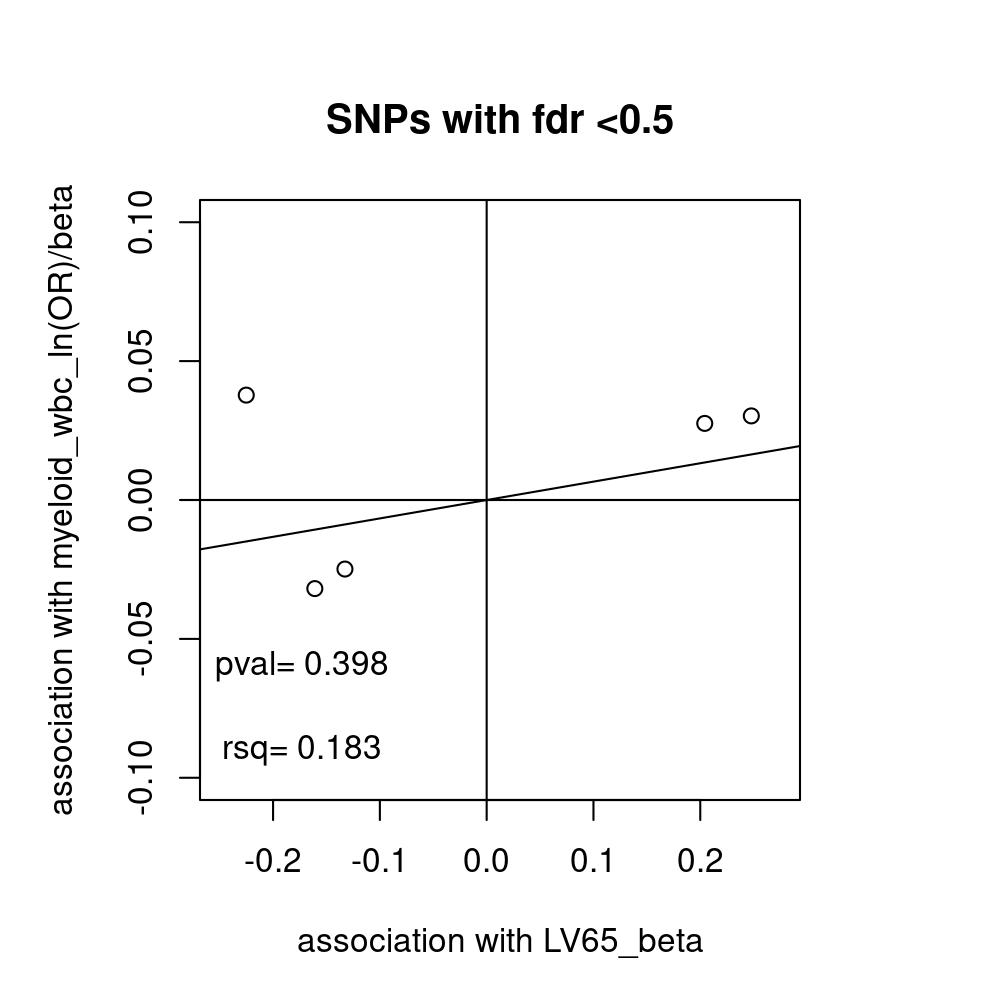 SNPs with fdr <0.5
association with myeloid_wbc_ln(OR)/beta
0.10
0.05
0.00
-0.05
-0.10
pval= 0.398
rsq= 0.183
-0.2 -0.1 0.0 0.1 0.2
association with LV65_beta